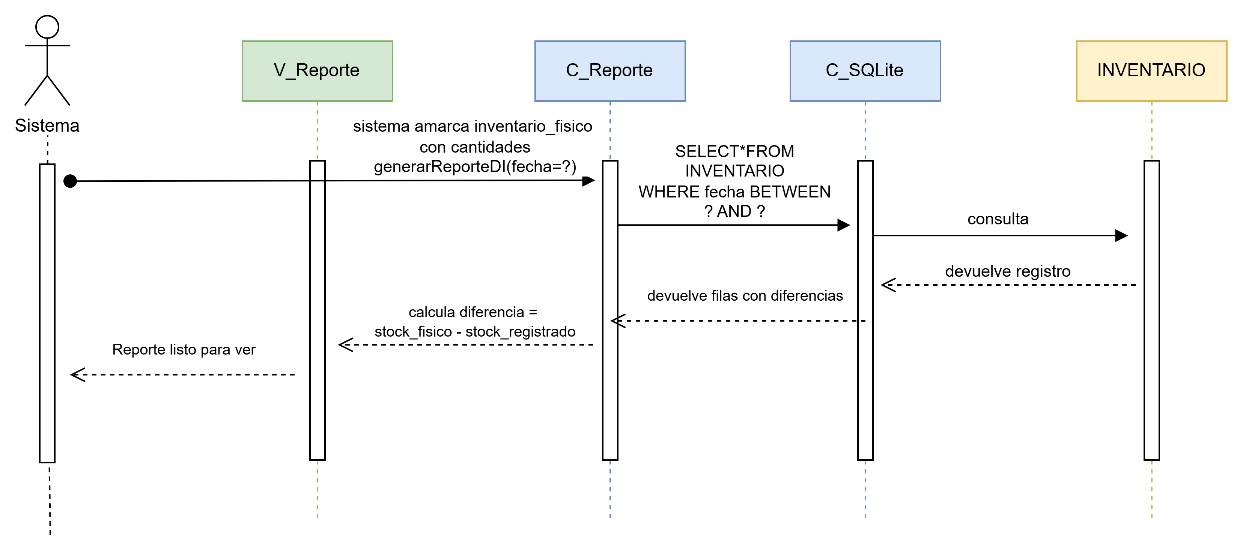 V_Reporte
C_Reporte
C_SQLite
INVENTARIO
Sistema
sistema amarca inventario_fisico
con cantidades
generarReporteDI(fecha=?)
SELECT*FROM
INVENTARIO
WHERE fecha BETWEEN
? AND ?
consulta
devuelve registro
devuelve filas con diferencias
calcula diferencia =
stock_fisico - stock_registrado
Reporte listo para ver